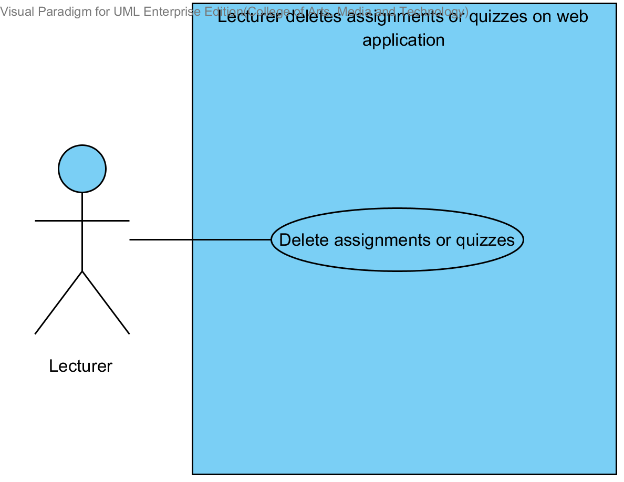 Visual Paradigm for UML Enterprise Edition(College of Arts, Media and Technology)
Lecturer deletes assignments or quizzes on web
application
Delete assignments or quizzes
Lecturer